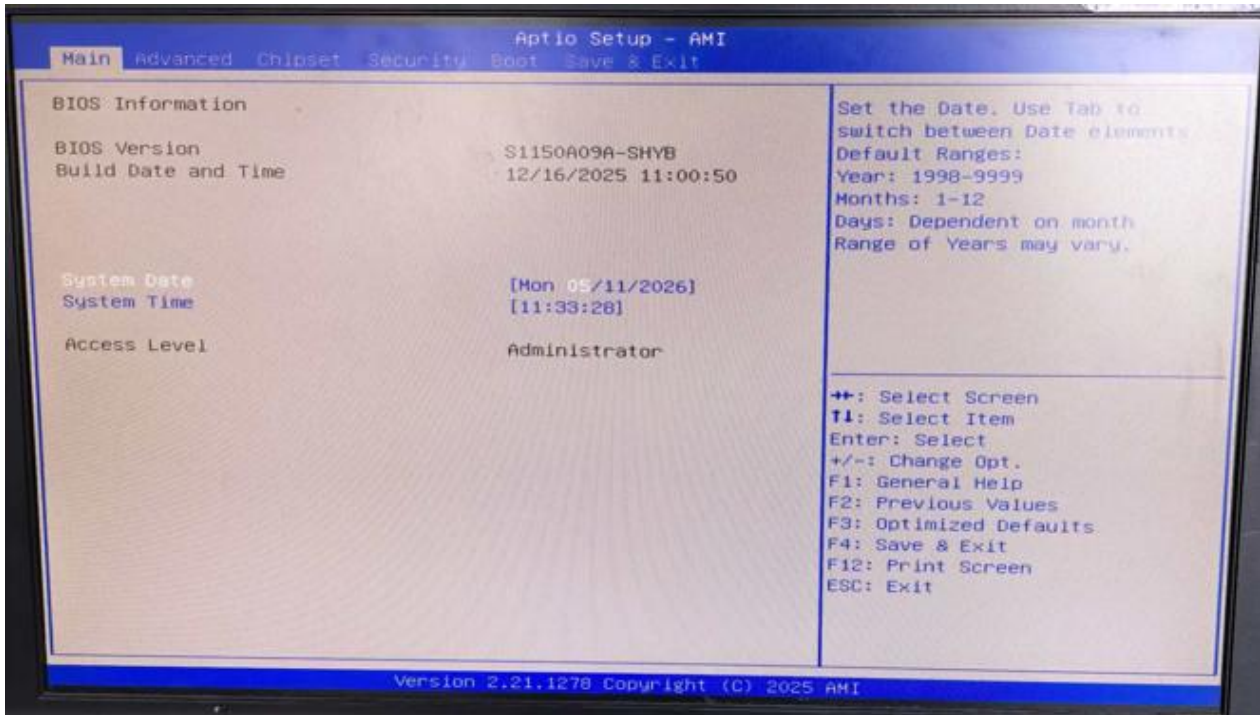 Aptio Setup - AMI
Main Advanced Chipset Security Boot Save & Exit
BIOS Information
BIOS Version S1150A09A-SHYB
Build Date and Time 12/16/2025 11:00:50
System Date [Mon 05/11/2026]
System Time [11:33:28]
Access Level Administrator
Set the Date. Use Tab to
switch between Date elements.
Default Ranges:
Year: 1998-9999
Months: 1-12
Days: Dependent on month
Range of Years may vary.
→←: Select Screen
↑↓: Select Item
Enter: Select
+/-: Change Opt.
F1: General Help
F2: Previous Values
F3: Optimized Defaults
F4: Save & Exit
F12: Print Screen
ESC: Exit
Version 2.21.1278 Copyright (C) 2025 AMI